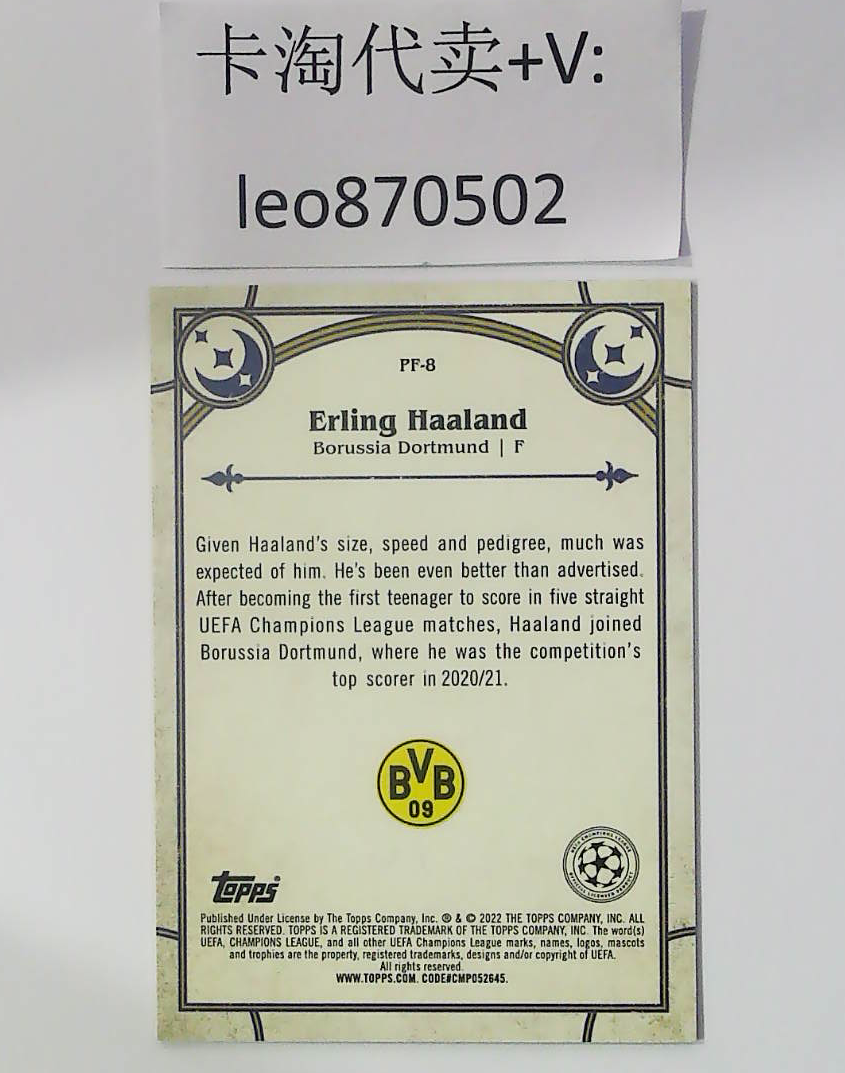 卡淘代卖+V:
leo870502
PF-8
Erling Haaland
Borussia Dortmund | F
Given Haaland's size, speed and pedigree, much was
expected of him. He's been even better than advertised.
After becoming the first teenager to score in five straight
UEFA Champions League matches, Haaland joined
Borussia Dortmund, where he was the competition's
top scorer in 2020/21.
BVB
09
topps
Published Under License by The Topps Company, Inc. ® & © 2022 THE TOPPS COMPANY, INC. ALL
RIGHTS RESERVED. TOPPS IS A REGISTERED TRADEMARK OF THE TOPPS COMPANY, INC. The word(s)
UEFA, CHAMPIONS LEAGUE, and all other UEFA Champions League marks, names, logos, mascots
and trophies are the property, registered trademarks, designs and/or copyright of UEFA.
All rights reserved.
WWW.TOPPS.COM. CODE#CMP052645.